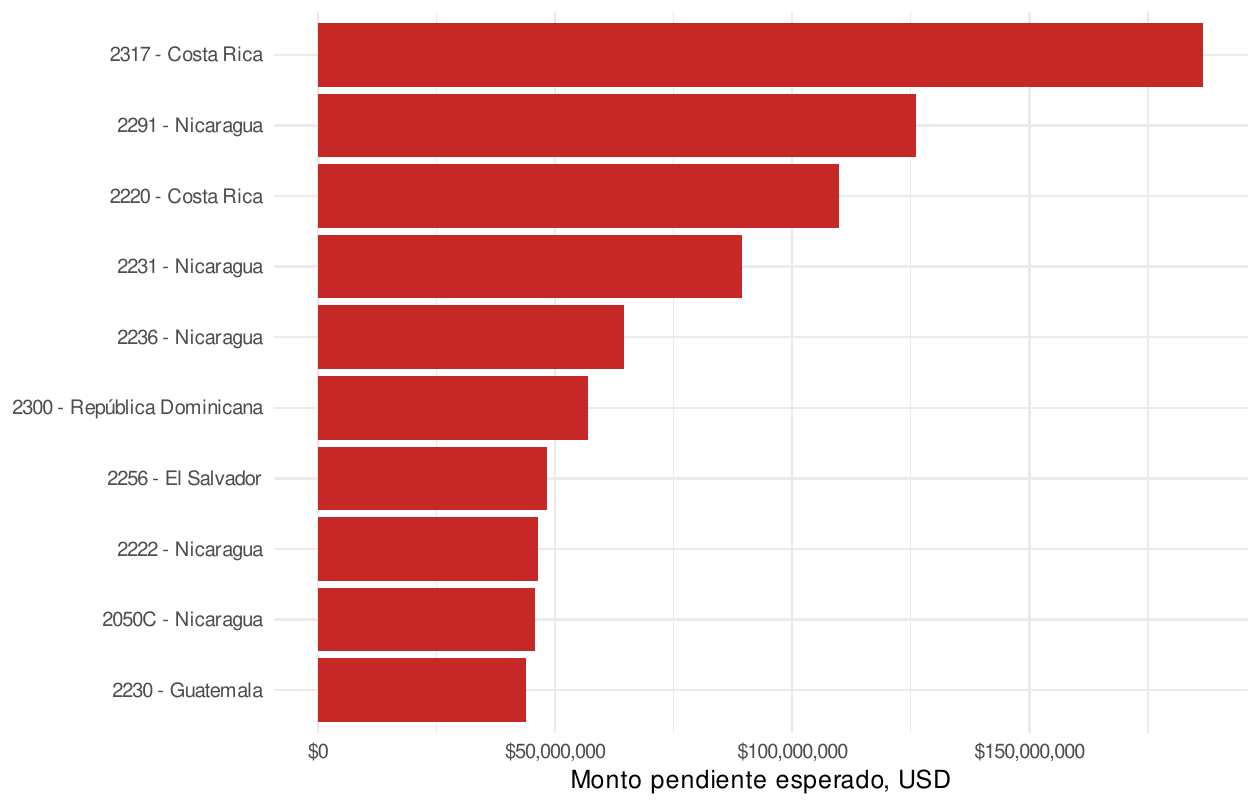 2317 - Costa Rica
2291 - Nicaragua
2220 - Costa Rica
2231 - Nicaragua
2236 - Nicaragua
2300 - República Dominicana
2256 - El Salvador
2222 - Nicaragua
2050C - Nicaragua
2230 - Guatemala
$0 $50,000,000 $100,000,000 $150,000,000
Monto pendiente esperado, USD